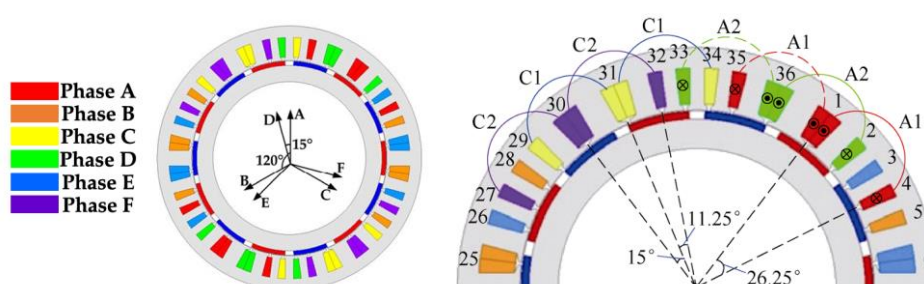 Phase A
Phase B
Phase C
Phase D
Phase E
Phase F
D
A
15°
120°
B
E
F
C
C1
A2
C2
A1
C1
A2
C2
A1
25
26
27
28
29
30
31
32
33
34
35
36
1
2
3
4
5
11.25°
15°
26.25°